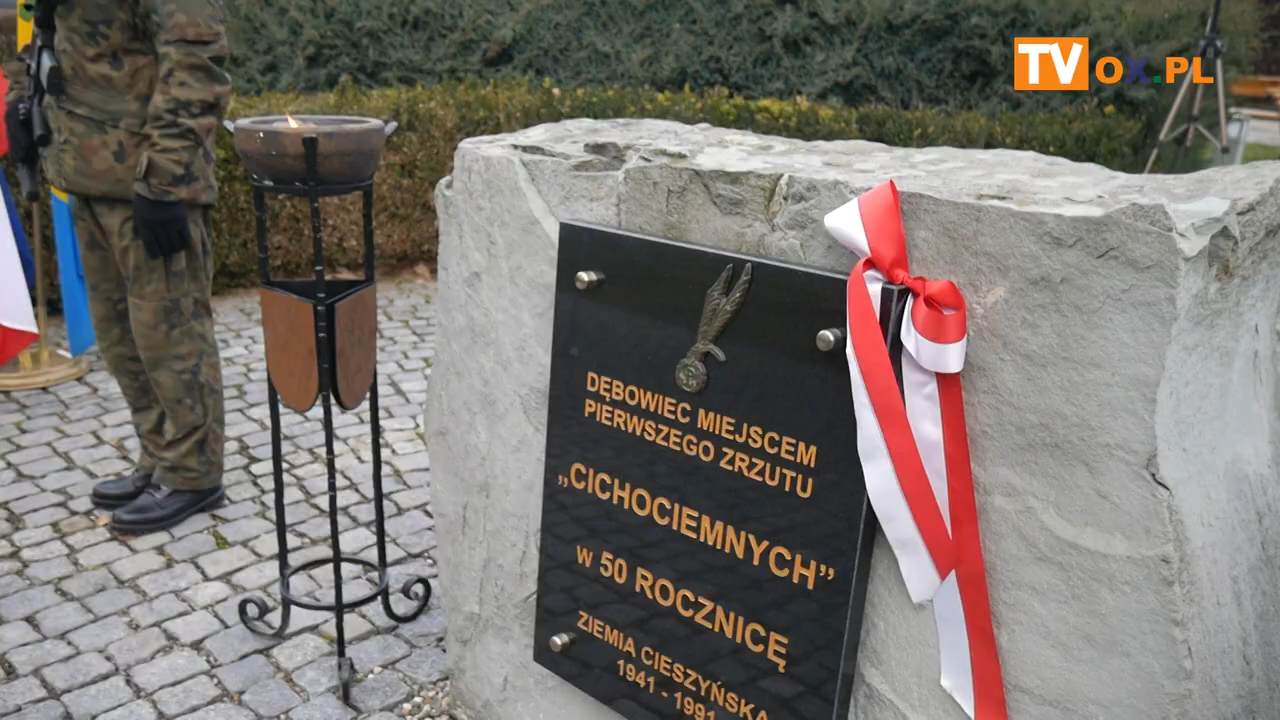 TVOX.PL
DĘBOWIEC MIEJSCEM
PIERWSZEGO ZRZUTU
„CICHOCIEMNYCH”
W 50 ROCZNICĘ
ZIEMIA CIESZYŃSKA
1941 - 1991